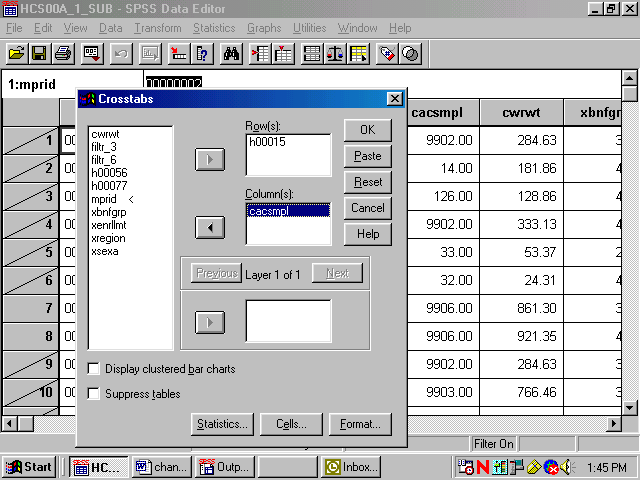 HCS00A_1_SUB - SPSS Data Editor
File Edit View Data Transform Analyze Graphs Utilities Window Help
1:mprid 00000002
Crosstabs
cwrwt
filtr_3
filtr_6
h00056
h00077
mprid <
xbnfgrp
xenrllmt
xregion
xsexa
Row(s):
h00015
Column(s):
cacsmpl
OK
Paste
Reset
Cancel
Help
Previous Layer 1 of 1 Next
Display clustered bar charts
Suppress tables
Statistics... Cells... Format...
cacsmpl cwrwt xbnfgr
1 00 9902.00 284.63 3
2 00 14.00 181.86 4
3 00 126.00 128.86 3
4 00 9902.00 333.13 4
5 00 33.00 53.37 2
6 00 32.00 24.31 4
7 00 9906.00 861.30 3
8 00 9906.00 921.35 4
9 00 9902.00 284.63 3
10 00 9903.00 766.46 3
Filter On
Start HC... chan... Outp... Inbox... 1:45 PM